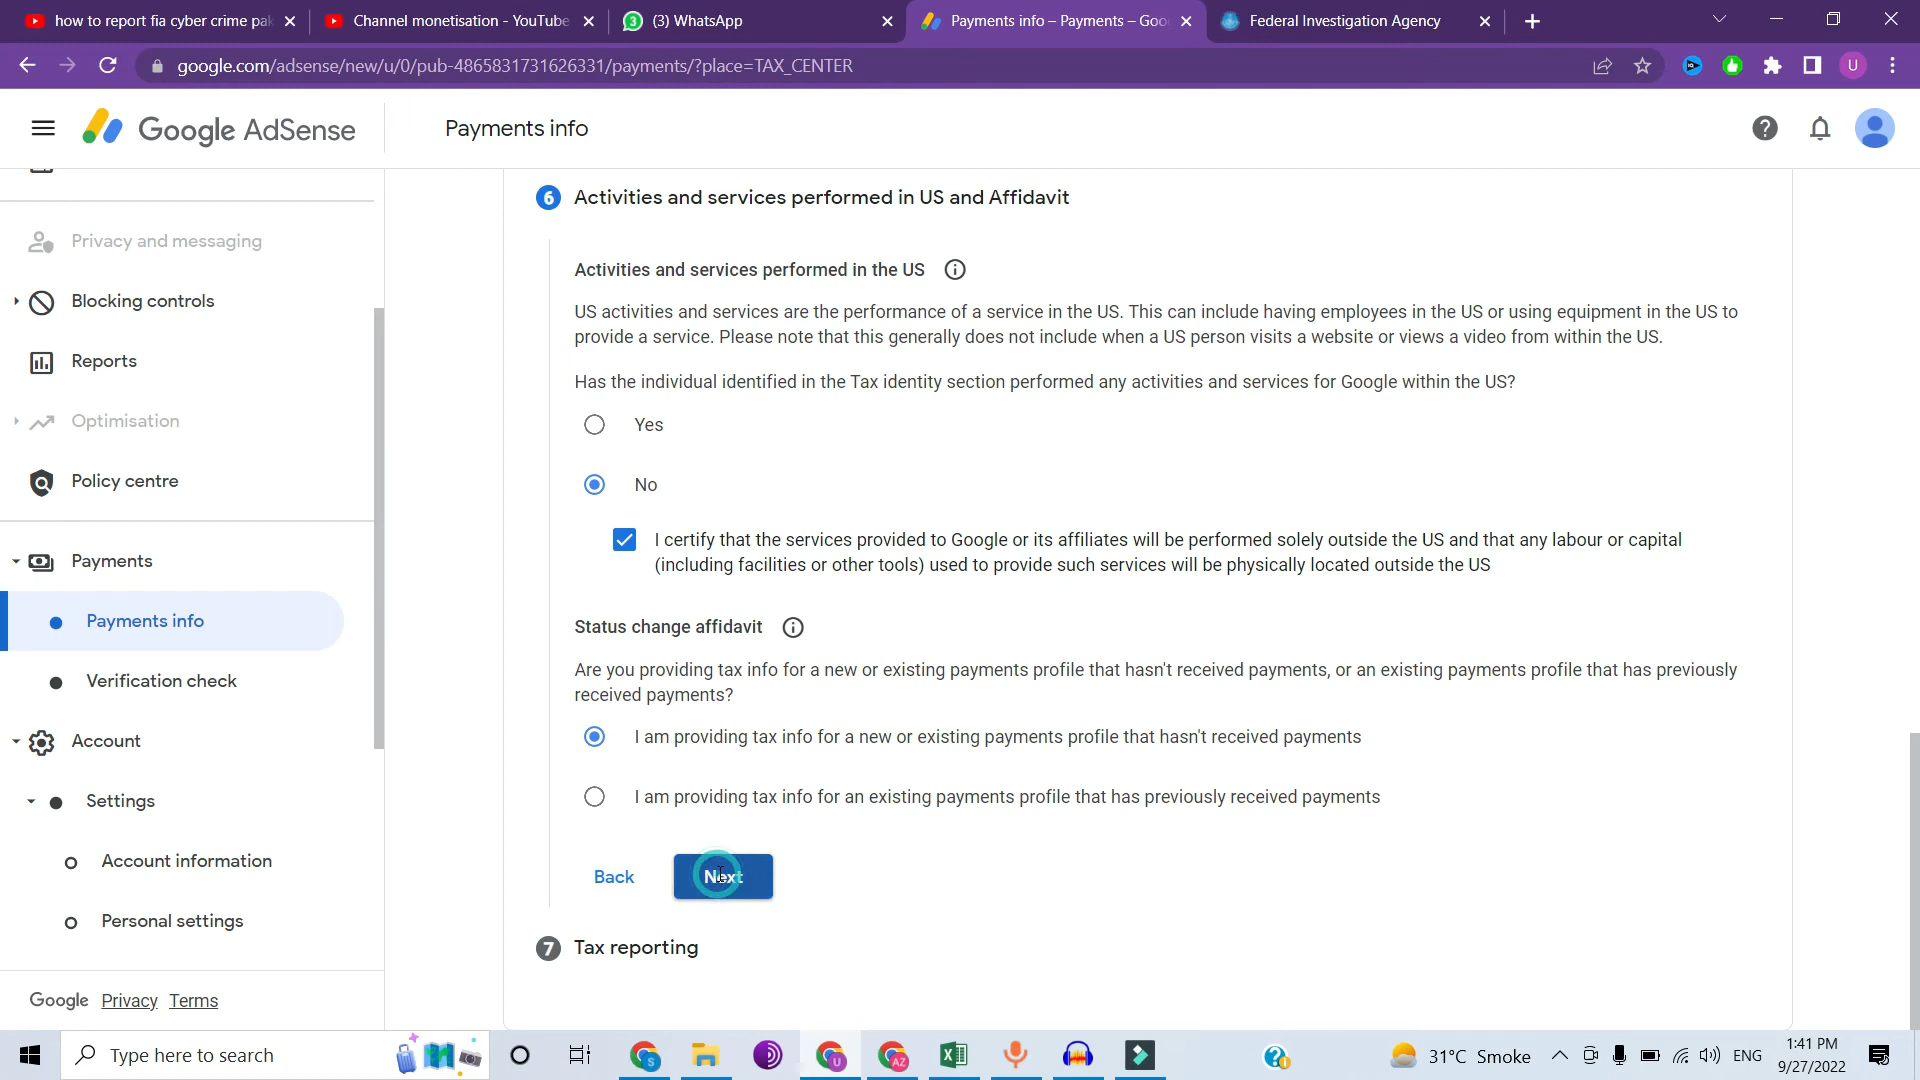 how to report fia cyber crime pak
Channel monetisation - YouTube
(3) WhatsApp
Payments info – Payments – Goo
Federal Investigation Agency
google.com/adsense/new/u/0/pub-4865831731626331/payments/?place=TAX_CENTER
U
Google AdSense
Payments info
Privacy and messaging
Blocking controls
Reports
Optimisation
Policy centre
Payments
Payments info
Verification check
Account
Settings
Account information
Personal settings
Google Privacy Terms
6 Activities and services performed in US and Affidavit
Activities and services performed in the US
US activities and services are the performance of a service in the US. This can include having employees in the US or using equipment in the US to
provide a service. Please note that this generally does not include when a US person visits a website or views a video from within the US.
Has the individual identified in the Tax identity section performed any activities and services for Google within the US?
Yes
No
I certify that the services provided to Google or its affiliates will be performed solely outside the US and that any labour or capital
(including facilities or other tools) used to provide such services will be physically located outside the US
Status change affidavit
Are you providing tax info for a new or existing payments profile that hasn't received payments, or an existing payments profile that has previously
received payments?
I am providing tax info for a new or existing payments profile that hasn't received payments
I am providing tax info for an existing payments profile that has previously received payments
Back Next
7 Tax reporting
Type here to search
31°C Smoke
ENG
1:41 PM
9/27/2022